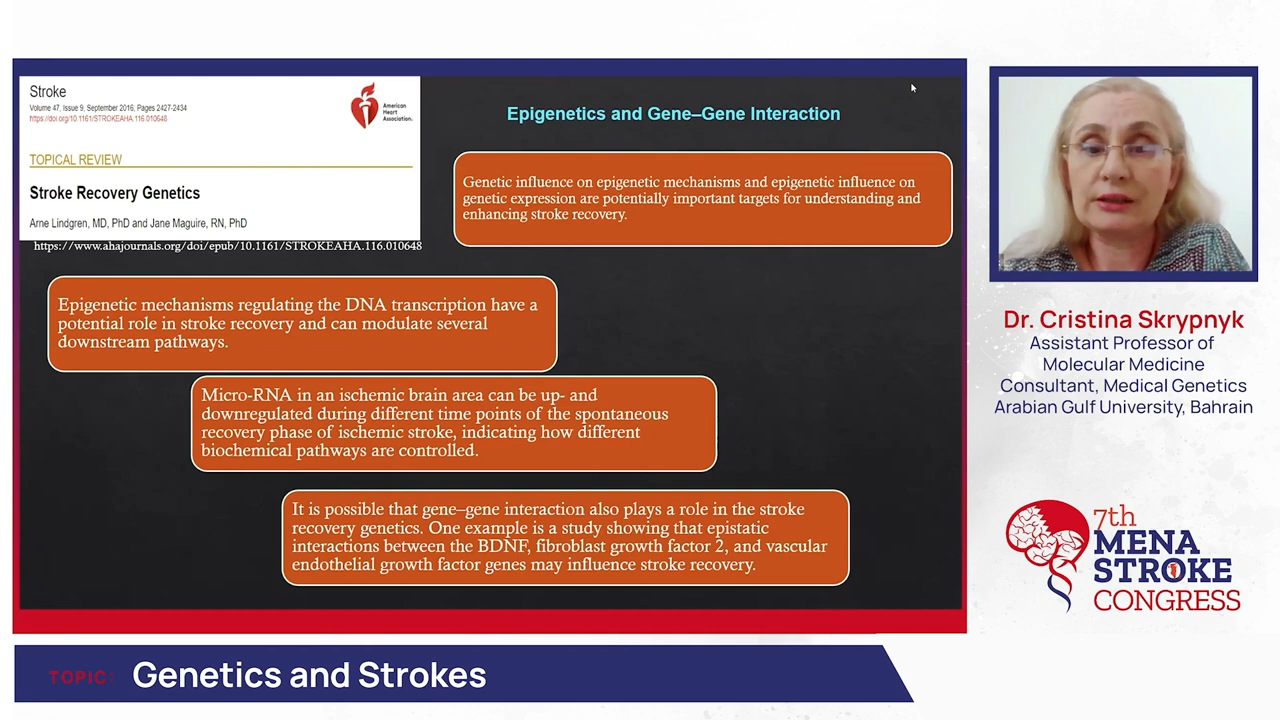 Stroke
Volume 47, Issue 9, September 2016, Pages 2427-2434
https://doi.org/10.1161/STROKEAHA.116.010648
American
Heart
Association.
TOPICAL REVIEW
Stroke Recovery Genetics
Arne Lindgren, MD, PhD and Jane Maguire, RN, PhD
https://www.ahajournals.org/doi/epub/10.1161/STROKEAHA.116.010648
Epigenetics and Gene–Gene Interaction
Genetic influence on epigenetic mechanisms and epigenetic influence on
genetic expression are potentially important targets for understanding and
enhancing stroke recovery.
Epigenetic mechanisms regulating the DNA transcription have a
potential role in stroke recovery and can modulate several
downstream pathways.
Micro-RNA in an ischemic brain area can be up- and
downregulated during different time points of the spontaneous
recovery phase of ischemic stroke, indicating how different
biochemical pathways are controlled.
It is possible that gene–gene interaction also plays a role in the stroke
recovery genetics. One example is a study showing that epistatic
interactions between the BDNF, fibroblast growth factor 2, and vascular
endothelial growth factor genes may influence stroke recovery.
Dr. Cristina Skrypnyk
Assistant Professor of
Molecular Medicine
Consultant, Medical Genetics
Arabian Gulf University, Bahrain
7th
MENA
STROKE
CONGRESS
TOPIC:
Genetics and Strokes